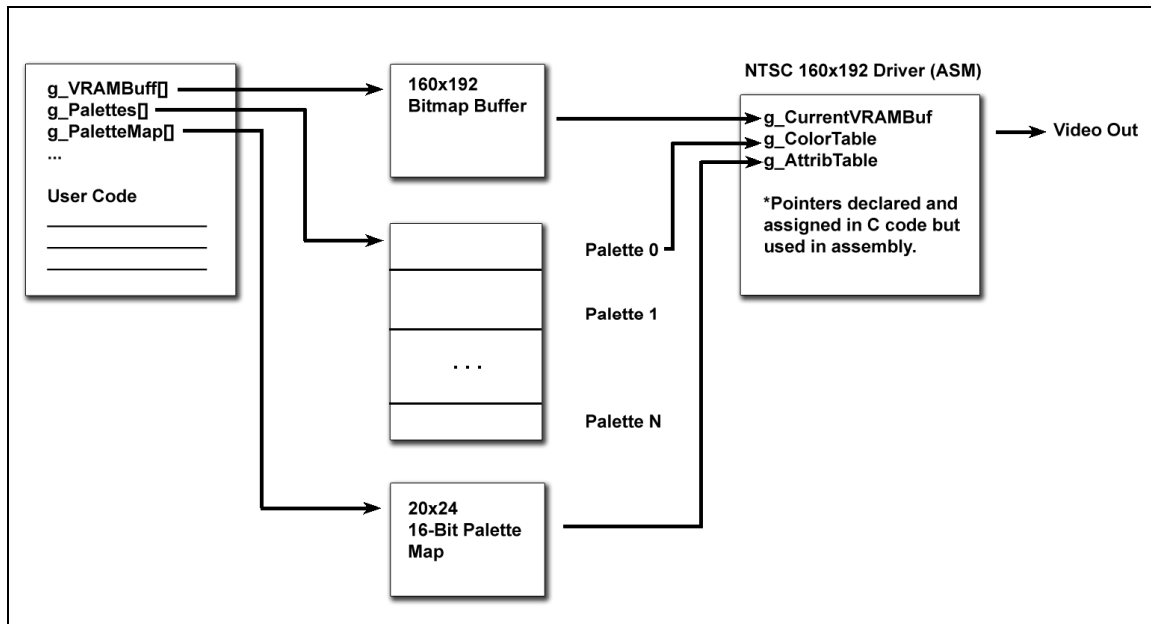 g_VRAMBuff[]
g_Palettes[]
g_PaletteMap[]
...
User Code
160x192
Bitmap Buffer
Palette 0
Palette 1
. . .
Palette N
20x24
16-Bit Palette
Map
NTSC 160x192 Driver (ASM)
g_CurrentVRAMBuf
g_ColorTable
g_AttribTable
*Pointers declared and
assigned in C code but
used in assembly.
Video Out